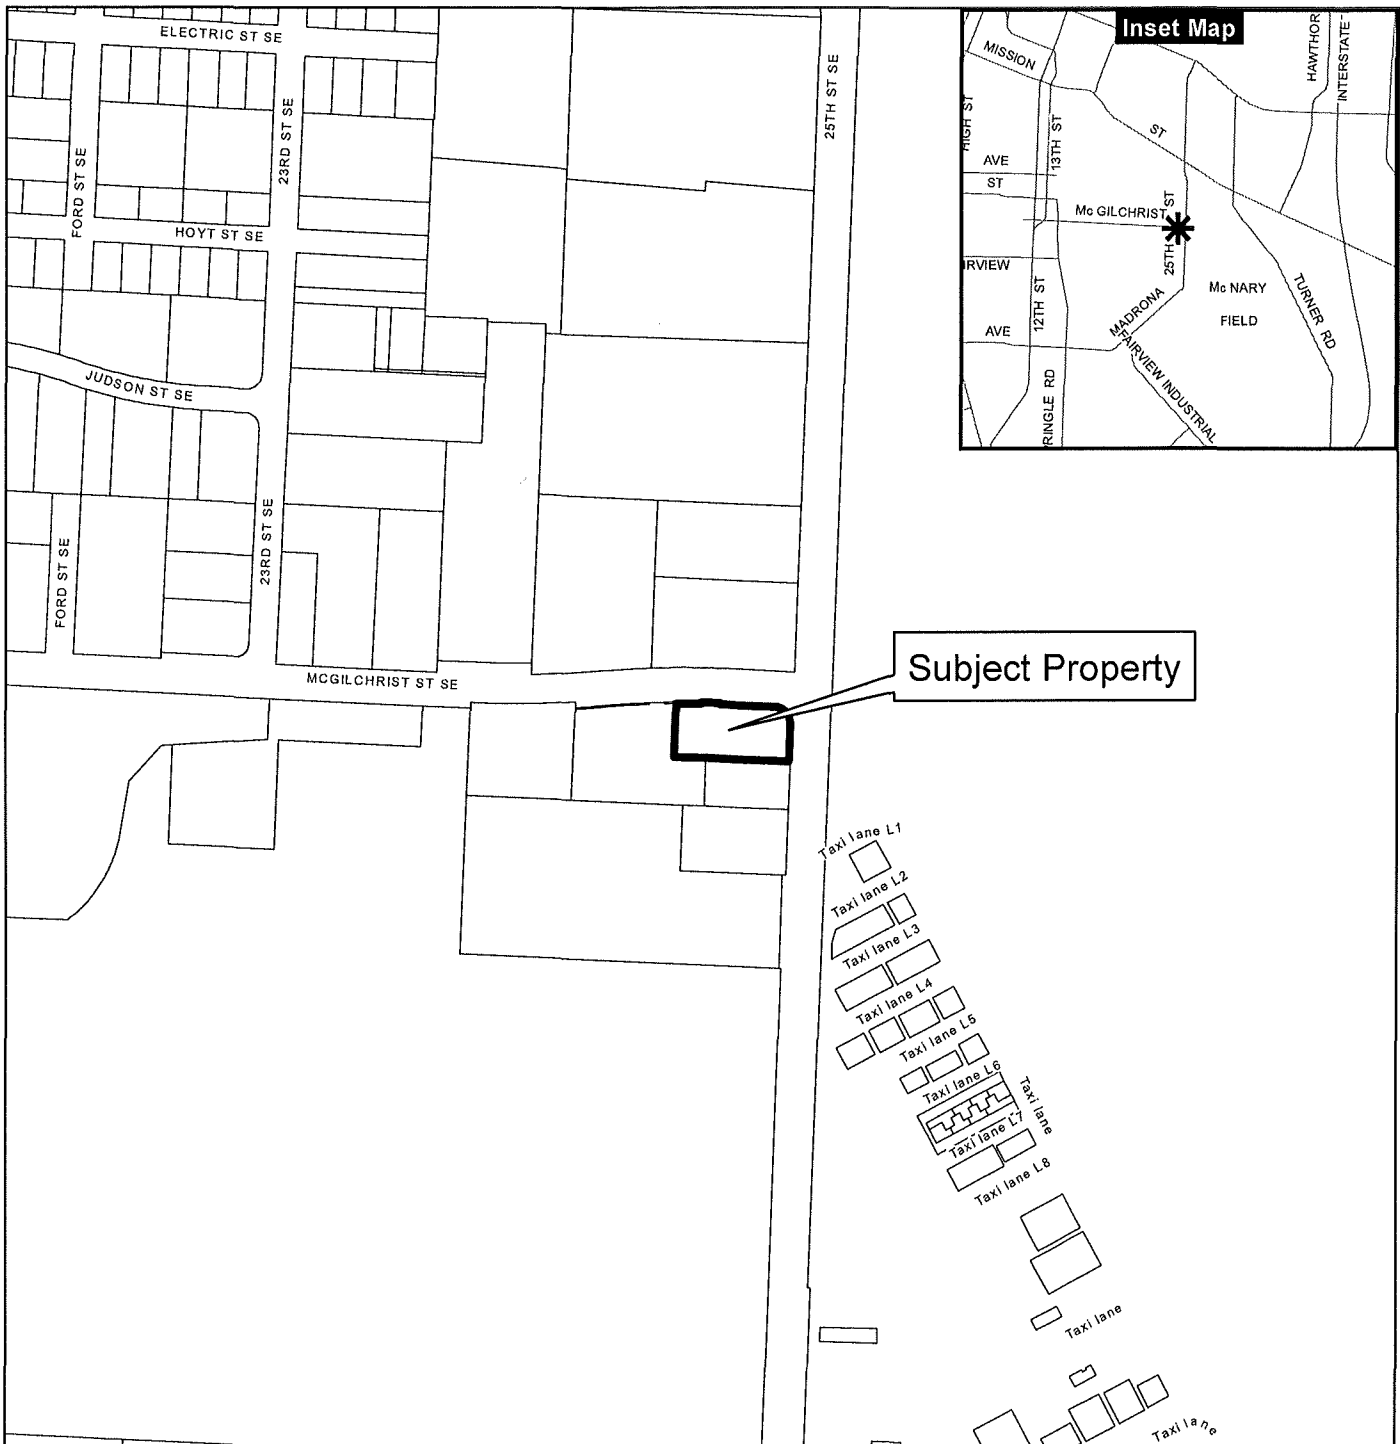 ELECTRIC ST SE
25TH ST SE
23RD ST SE
FORD ST SE
HOYT ST SE
JUDSON ST SE
23RD ST SE
FORD ST SE
MCGILCHRIST ST SE
Subject Property
Inset Map
MISSION
HAWTHOR
INTERSTATE
HIGH ST
13TH ST
ST
AVE
ST
Mc GILCHRIST
ST
25TH
IRVIEW
12TH ST
Mc NARY
FIELD
MADRONA
TURNER RD
AVE
FAIRVIEW INDUSTRIAL
RINGLE RD
Taxi lane L1
Taxi lane L2
Taxi lane L3
Taxi lane L4
Taxi lane L5
Taxi lane L6
Taxi lane
Taxi lane L7
Taxi lane L8
Taxi lane
Taxi lane